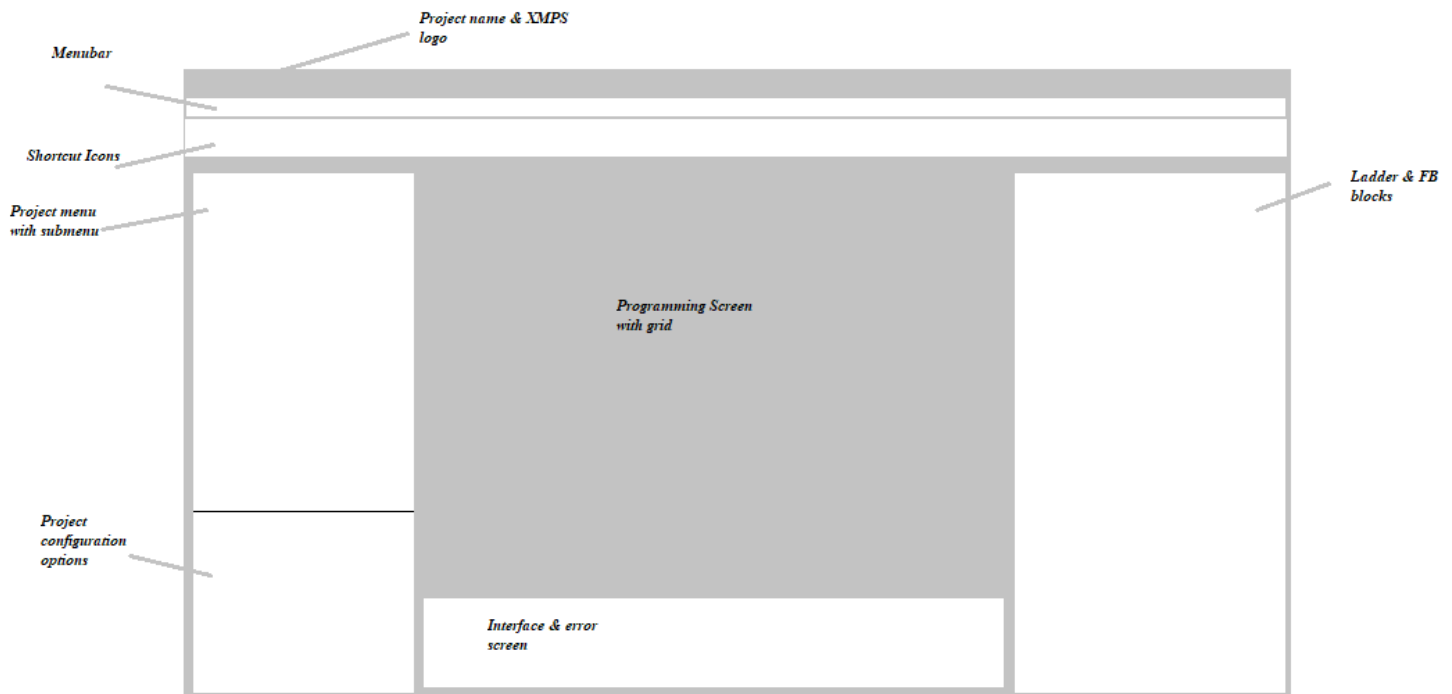 Project name & XMPS
logo
Menubar
Shortcut Icons
Ladder & FB
blocks
Project menu
with submenu
Programming Screen
with grid
Project
configuration
options
Interface & error
screen